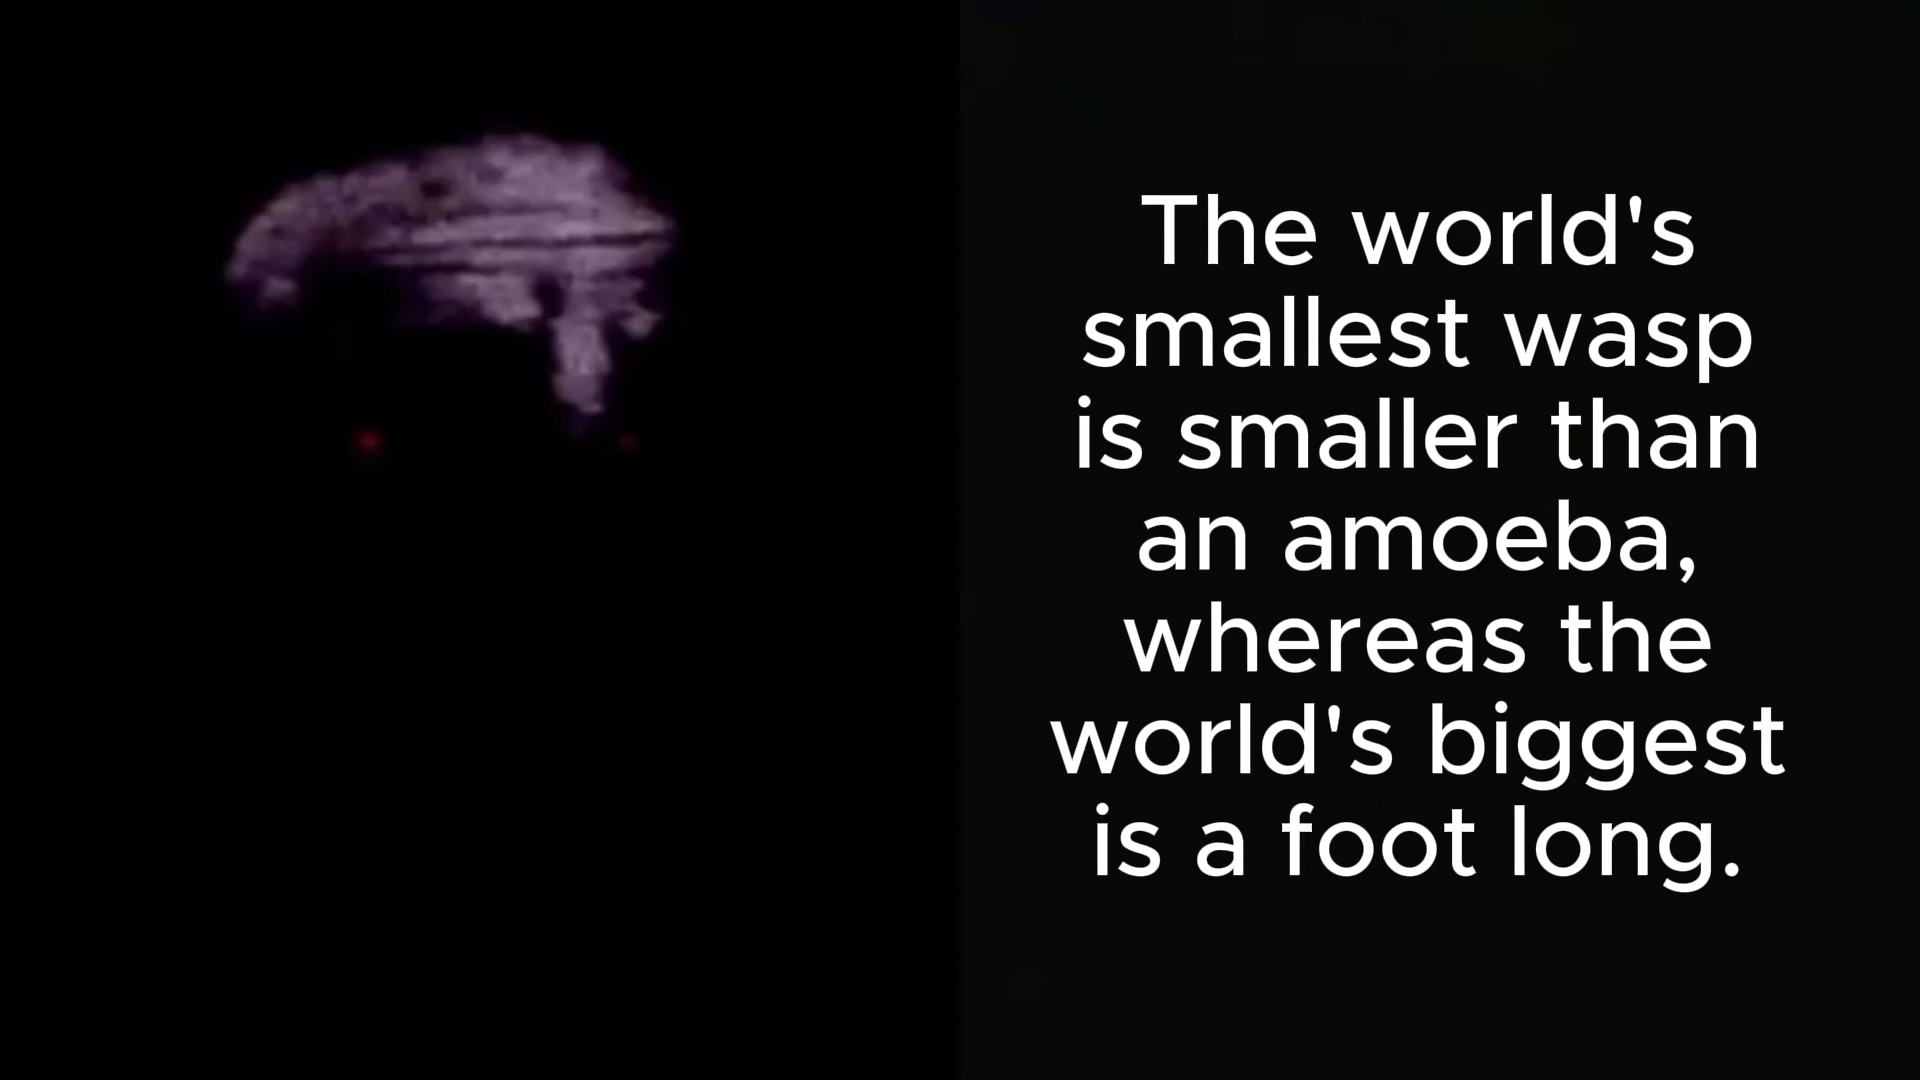 The world's
smallest wasp
is smaller than
an amoeba,
whereas the
world's biggest
is a foot long.